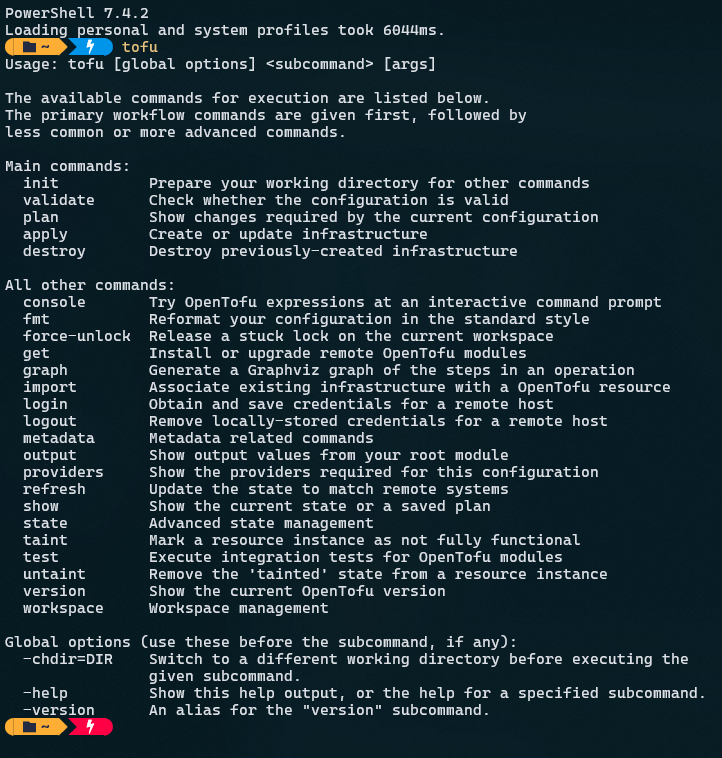 PowerShell 7.4.2
Loading personal and system profiles took 6044ms.
~ tofu
Usage: tofu [global options] <subcommand> [args]

The available commands for execution are listed below.
The primary workflow commands are given first, followed by
less common or more advanced commands.

Main commands:
  init          Prepare your working directory for other commands
  validate      Check whether the configuration is valid
  plan          Show changes required by the current configuration
  apply         Create or update infrastructure
  destroy       Destroy previously-created infrastructure

All other commands:
  console       Try OpenTofu expressions at an interactive command prompt
  fmt           Reformat your configuration in the standard style
  force-unlock  Release a stuck lock on the current workspace
  get           Install or upgrade remote OpenTofu modules
  graph         Generate a Graphviz graph of the steps in an operation
  import        Associate existing infrastructure with a OpenTofu resource
  login         Obtain and save credentials for a remote host
  logout        Remove locally-stored credentials for a remote host
  metadata      Metadata related commands
  output        Show output values from your root module
  providers     Show the providers required for this configuration
  refresh       Update the state to match remote systems
  show          Show the current state or a saved plan
  state         Advanced state management
  taint         Mark a resource instance as not fully functional
  test          Execute integration tests for OpenTofu modules
  untaint       Remove the 'tainted' state from a resource instance
  version       Show the current OpenTofu version
  workspace     Workspace management

Global options (use these before the subcommand, if any):
  -chdir=DIR    Switch to a different working directory before executing the
                given subcommand.
  -help         Show this help output, or the help for a specified subcommand.
  -version      An alias for the "version" subcommand.
~